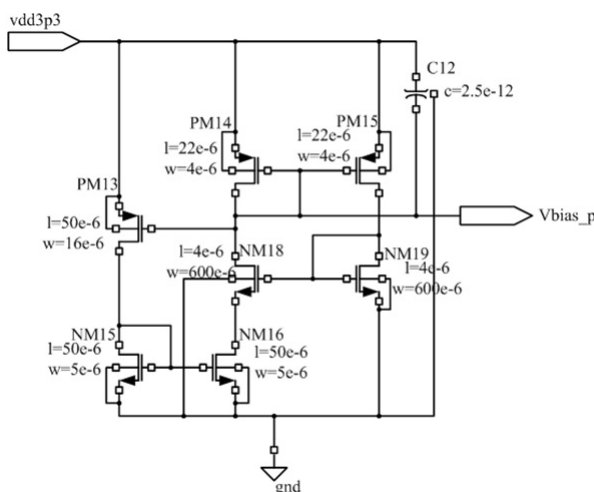 vdd3p3
C12
c=2.5e-12
PM14
l=22e-6
w=4e-6
PM15
l=22e-6
w=4e-6
PM13
l=50e-6
w=16e-6
Vbias_p
NM18
l=4e-6
w=600e-6
NM19
l=4e-6
w=600e-6
NM15
l=50e-6
w=5e-6
NM16
l=50e-6
w=5e-6
gnd